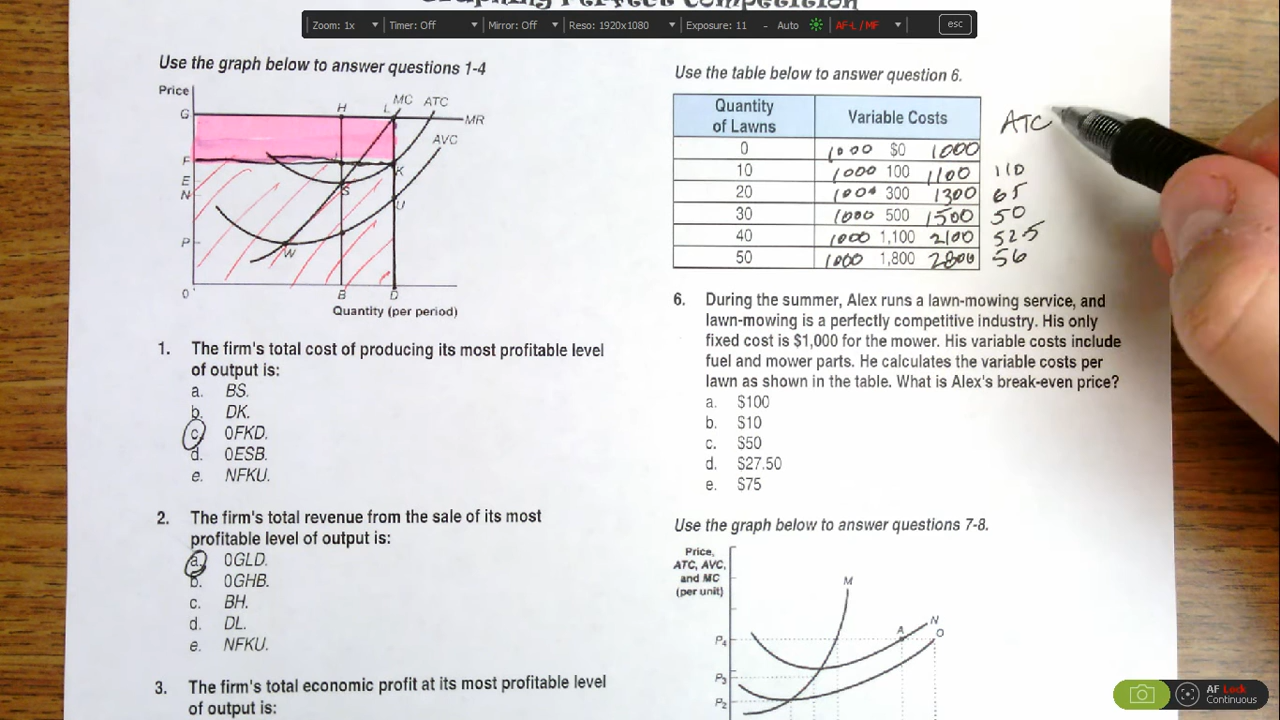 Graphing Perfect Competition
Zoom: 1x Timer: Off Mirror: Off Reso: 1920x1080 Exposure: 11 - Auto AF-L / MF esc
Use the graph below to answer questions 1-4
Price
G
H
L
MC
ATC
MR
AVC
F
K
E
S
N
U
P
W
0
B
D
Quantity (per period)
1. The firm's total cost of producing its most profitable level
of output is:
a. BS.
b. DK.
c. 0FKD.
d. 0ESB.
e. NFKU.
2. The firm's total revenue from the sale of its most
profitable level of output is:
a. 0GLD.
b. 0GHB.
c. BH.
d. DL.
e. NFKU.
3. The firm's total economic profit at its most profitable level
of output is:
Use the table below to answer question 6.
Quantity
of Lawns
Variable Costs
ATC
0 1000 $0 1000
10 1000 100 1100 110
20 1000 300 1300 65
30 1000 500 1500 50
40 1000 1,100 2100 52.5
50 1000 1,800 2800 56
6. During the summer, Alex runs a lawn-mowing service, and
lawn-mowing is a perfectly competitive industry. His only
fixed cost is $1,000 for the mower. His variable costs include
fuel and mower parts. He calculates the variable costs per
lawn as shown in the table. What is Alex's break-even price?
a. $100
b. $10
c. $50
d. $27.50
e. $75
Use the graph below to answer questions 7-8.
Price,
ATC, AVC,
and MC
(per unit)
M
N
A
O
P4
P3
P2
AF Lock
Continuous